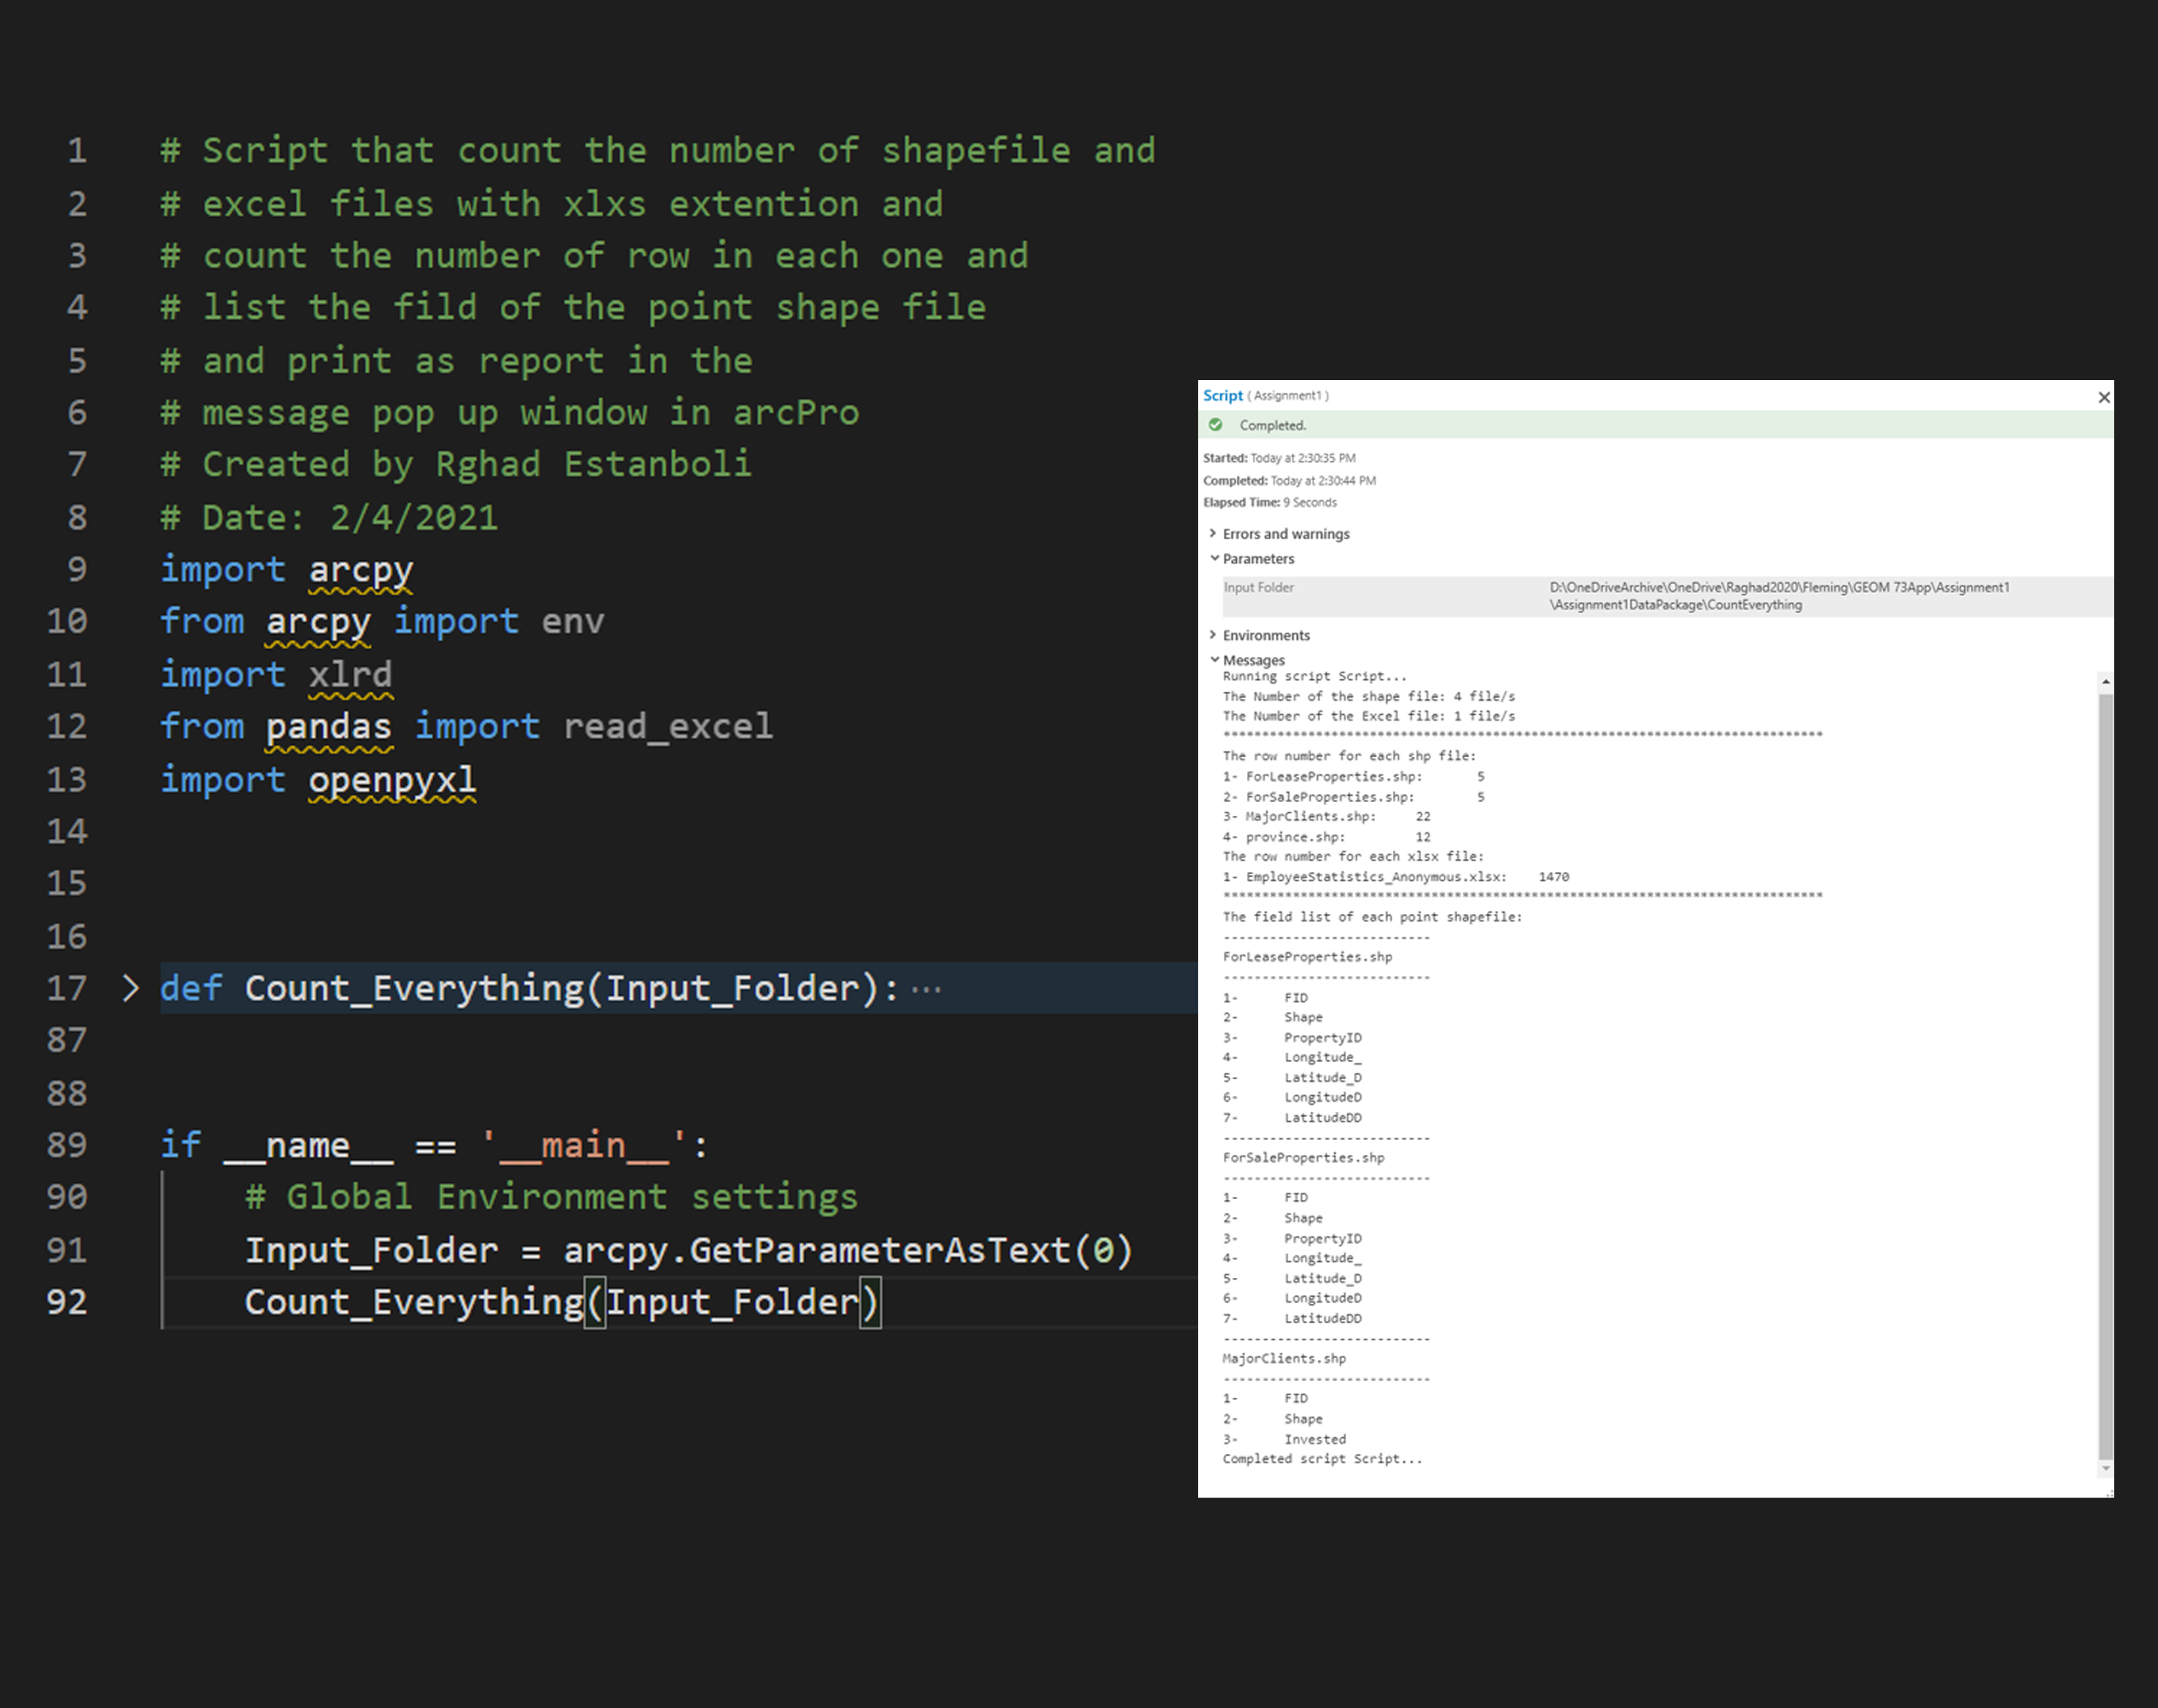 1 # Script that count the number of shapefile and
2 # excel files with xlxs extention and
3 # count the number of row in each one and
4 # list the fild of the point shape file
5 # and print as report in the
6 # message pop up window in arcPro
7 # Created by Rghad Estanboli
8 # Date: 2/4/2021
9 import arcpy
10 from arcpy import env
11 import xlrd
12 from pandas import read_excel
13 import openpyxl
14
15
16
17 > def Count_Everything(Input_Folder):···
87
88
89 if __name__ == '__main__':
90 # Global Environment settings
91 Input_Folder = arcpy.GetParameterAsText(0)
92 Count_Everything(Input_Folder)
Script ( Assignment1 )
Completed.
Started: Today at 2:30:35 PM
Completed: Today at 2:30:44 PM
Elapsed Time: 9 Seconds
Errors and warnings
Parameters
Input Folder D:\OneDriveArchive\OneDrive\Raghad2020\Fleming\GEOM 73App\Assignment1
\Assignment1DataPackage\CountEverything
Environments
Messages
Running script Script...
The Number of the shape file: 4 file/s
The Number of the Excel file: 1 file/s
******************************************************************************
The row number for each shp file:
1- ForLeaseProperties.shp: 5
2- ForSaleProperties.shp: 5
3- MajorClients.shp: 22
4- province.shp: 12
The row number for each xlsx file:
1- EmployeeStatistics_Anonymous.xlsx: 1470
******************************************************************************
The field list of each point shapefile:
---------------------------
ForLeaseProperties.shp
---------------------------
1- FID
2- Shape
3- PropertyID
4- Longitude_
5- Latitude_D
6- LongitudeD
7- LatitudeDD
---------------------------
ForSaleProperties.shp
---------------------------
1- FID
2- Shape
3- PropertyID
4- Longitude_
5- Latitude_D
6- LongitudeD
7- LatitudeDD
---------------------------
MajorClients.shp
---------------------------
1- FID
2- Shape
3- Invested
Completed script Script...